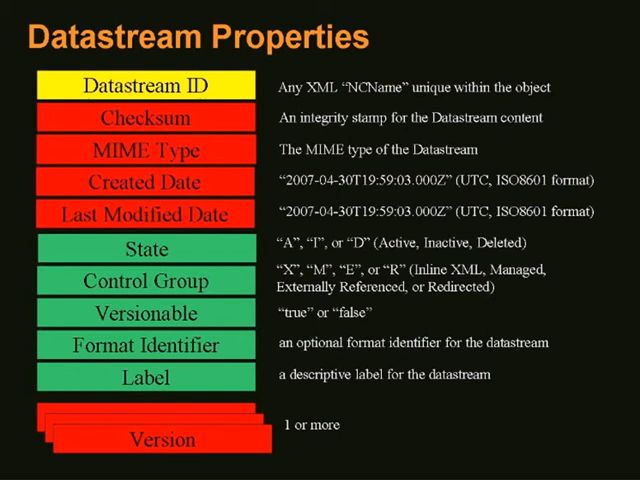 Datastream Properties
Datastream ID
Any XML “NCName” unique within the object
Checksum
An integrity stamp for the Datastream content
MIME Type
The MIME type of the Datastream
Created Date
“2007-04-30T19:59:03.000Z” (UTC, ISO8601 format)
Last Modified Date
“2007-04-30T19:59:03.000Z” (UTC, ISO8601 format)
State
“A”, “I”, or “D” (Active, Inactive, Deleted)
Control Group
“X”, “M”, “E”, or “R” (Inline XML, Managed,
Externally Referenced, or Redirected)
Versionable
“true” or “false”
Format Identifier
an optional format identifier for the datastream
Label
a descriptive label for the datastream
Version
1 or more